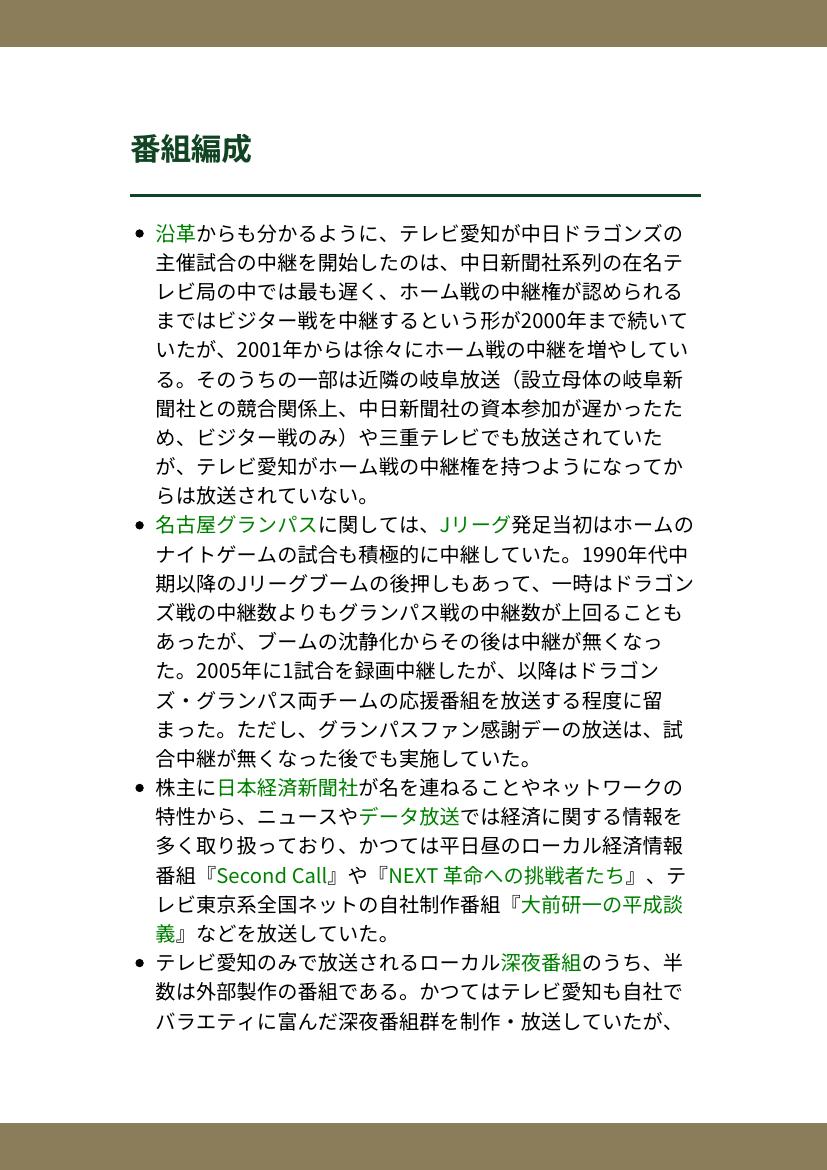 番組編成
沿革からも分かるように、テレビ愛知が中日ドラゴンズの
主催試合の中継を開始したのは、中日新聞社系列の在名テ
レビ局の中では最も遅く、ホーム戦の中継権が認められる
まではビジター戦を中継するという形が2000年まで続いて
いたが、2001年からは徐々にホーム戦の中継を増やしてい
る。そのうちの一部は近隣の岐阜放送（設立母体の岐阜新
聞社との競合関係上、中日新聞社の資本参加が遅かったた
め、ビジター戦のみ）や三重テレビでも放送されていた
が、テレビ愛知がホーム戦の中継権を持つようになってか
らは放送されていない。
名古屋グランパスに関しては、Jリーグ発足当初はホームの
ナイトゲームの試合も積極的に中継していた。1990年代中
期以降のJリーグブームの後押しもあって、一時はドラゴン
ズ戦の中継数よりもグランパス戦の中継数が上回ることも
あったが、ブームの沈静化からその後は中継が無くなっ
た。2005年に1試合を録画中継したが、以降はドラゴン
ズ・グランパス両チームの応援番組を放送する程度に留
まった。ただし、グランパスファン感謝デーの放送は、試
合中継が無くなった後でも実施していた。
株主に日本経済新聞社が名を連ねることやネットワークの
特性から、ニュースやデータ放送では経済に関する情報を
多く取り扱っており、かつては平日昼のローカル経済情報
番組『Second Call』や『NEXT 革命への挑戦者たち』、テ
レビ東京系全国ネットの自社制作番組『大前研一の平成談
義』などを放送していた。
テレビ愛知のみで放送されるローカル深夜番組のうち、半
数は外部製作の番組である。かつてはテレビ愛知も自社で
バラエティに富んだ深夜番組群を制作・放送していたが、